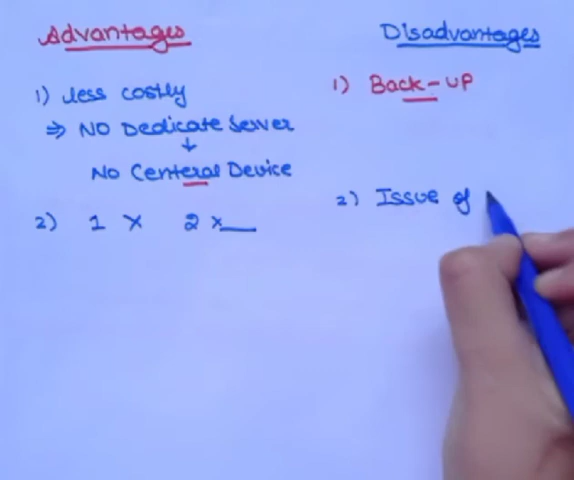 Advantages
1) less costly
⇒ NO Dedicate Server
↓
No Centeral Device
2) 1 X 2 x__
Disadvantages
1) Back-up
2) Issue of